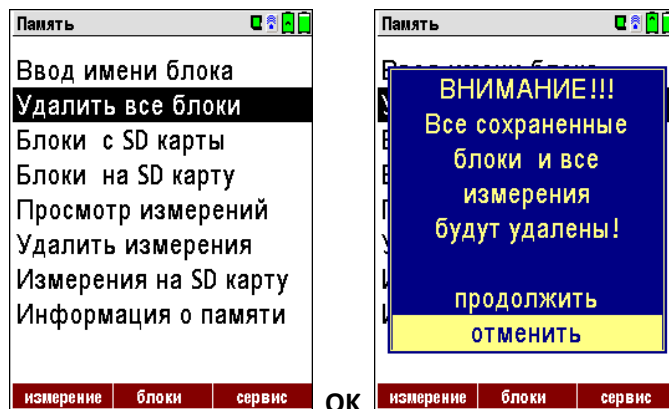 Память
Ввод имени блока
Удалить все блоки
Блоки с SD карты
Блоки на SD карту
Просмотр измерений
Удалить измерения
Измерения на SD карту
Информация о памяти
измерение блоки сервис
OK
Память
ВНИМАНИЕ!!!
Все сохраненные
блоки и все
измерения
будут удалены!
продолжить
отменить
измерение блоки сервис